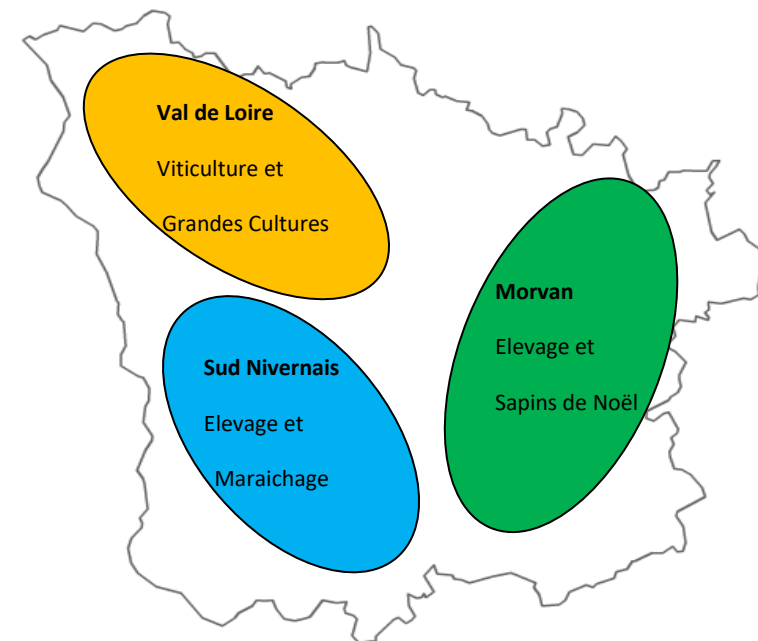 Val de Loire
Viticulture et
Grandes Cultures
Morvan
Elevage et
Sapins de Noël
Sud Nivernais
Elevage et
Maraichage